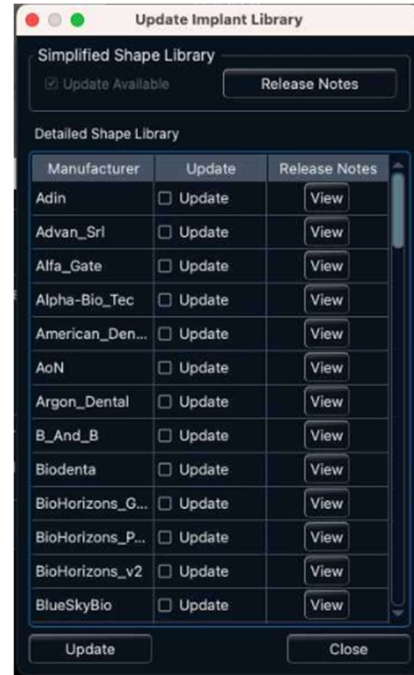 Update Implant Library
Simplified Shape Library
Update Available
Release Notes
Detailed Shape Library
Manufacturer Update Release Notes
Adin Update View
Advan_Srl Update View
Alfa_Gate Update View
Alpha-Bio_Tec Update View
American_Den... Update View
AoN Update View
Argon_Dental Update View
B_And_B Update View
Biodenta Update View
BioHorizons_G... Update View
BioHorizons_P... Update View
BioHorizons_v2 Update View
BlueSkyBio Update View
Update Close